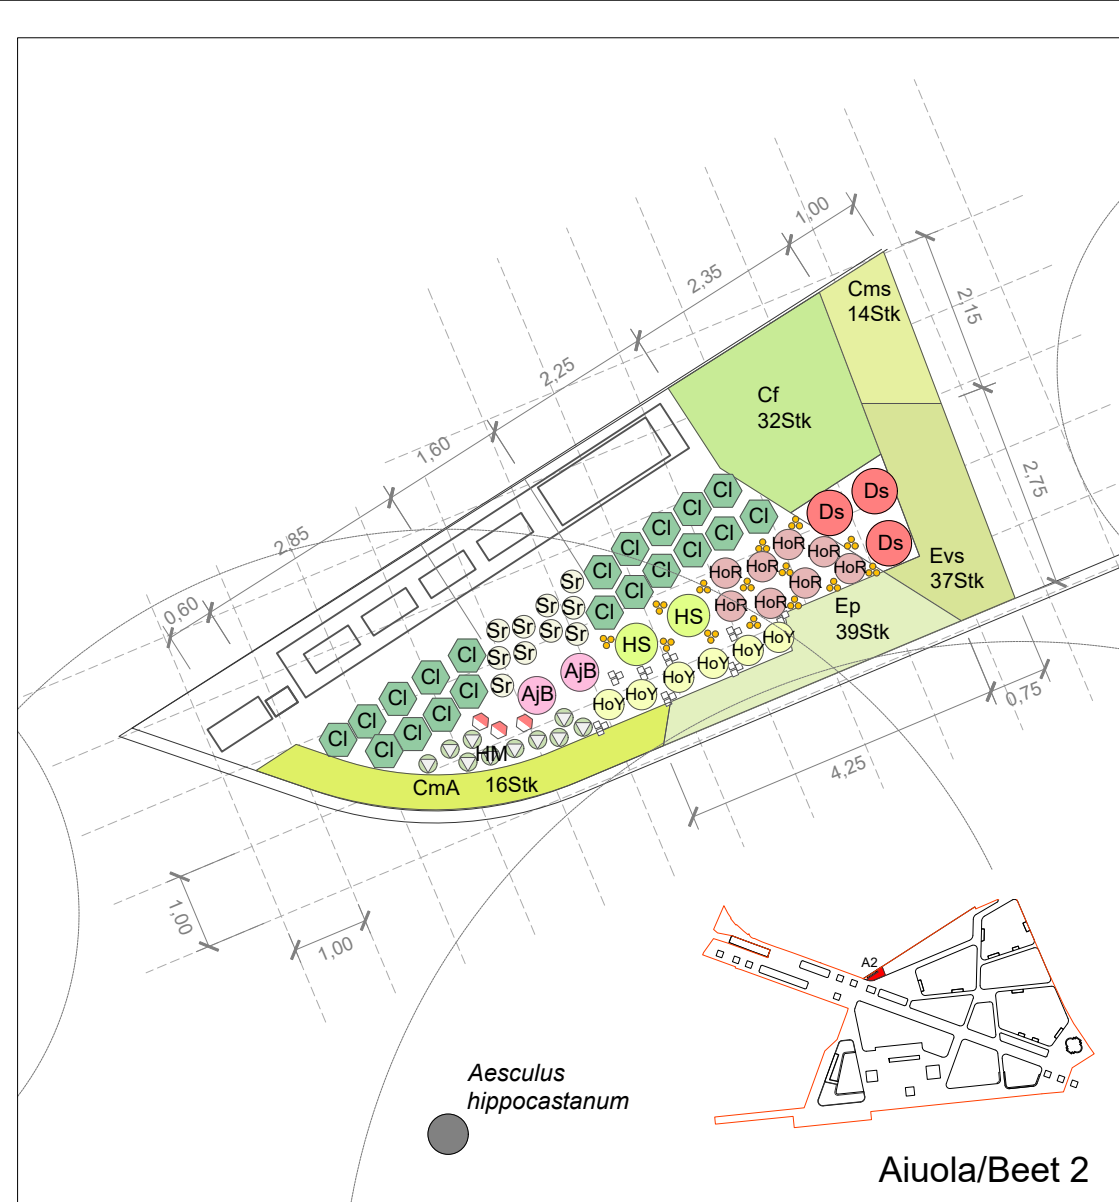 1,00
2,35
2,15
Cms
14Stk
2,25
Cf
32Stk
1,60
2,75
2,85
Cl
Cl
Cl
Cl
Cl
Cl
Cl
Cl
Cl
Cl
Cl
Cl
Ds
Ds
Ds
HoR
HoR
HoR
HoR
HoR
HoR
HoR
HoR
Evs
37Stk
0,60
Sr
Sr
Sr
Sr
Sr
Sr
Sr
Sr
Sr
Sr
HS
HS
Ep
39Stk
HoY
HoY
HoY
HoY
HoY
HoY
AjB
AjB
Cl
Cl
Cl
Cl
Cl
Cl
Cl
Cl
Cl
HM
CmA
16Stk
0,75
4,25
1,00
1,00
A2
Aesculus
hippocastanum
Aiuola/Beet 2